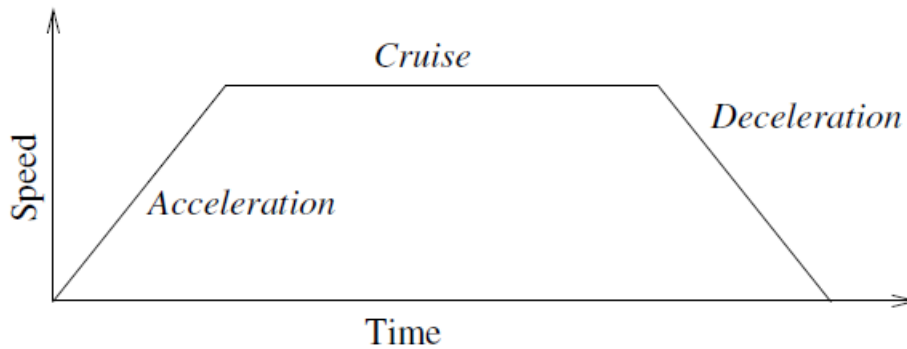 Cruise
Deceleration
Speed
Acceleration
Time